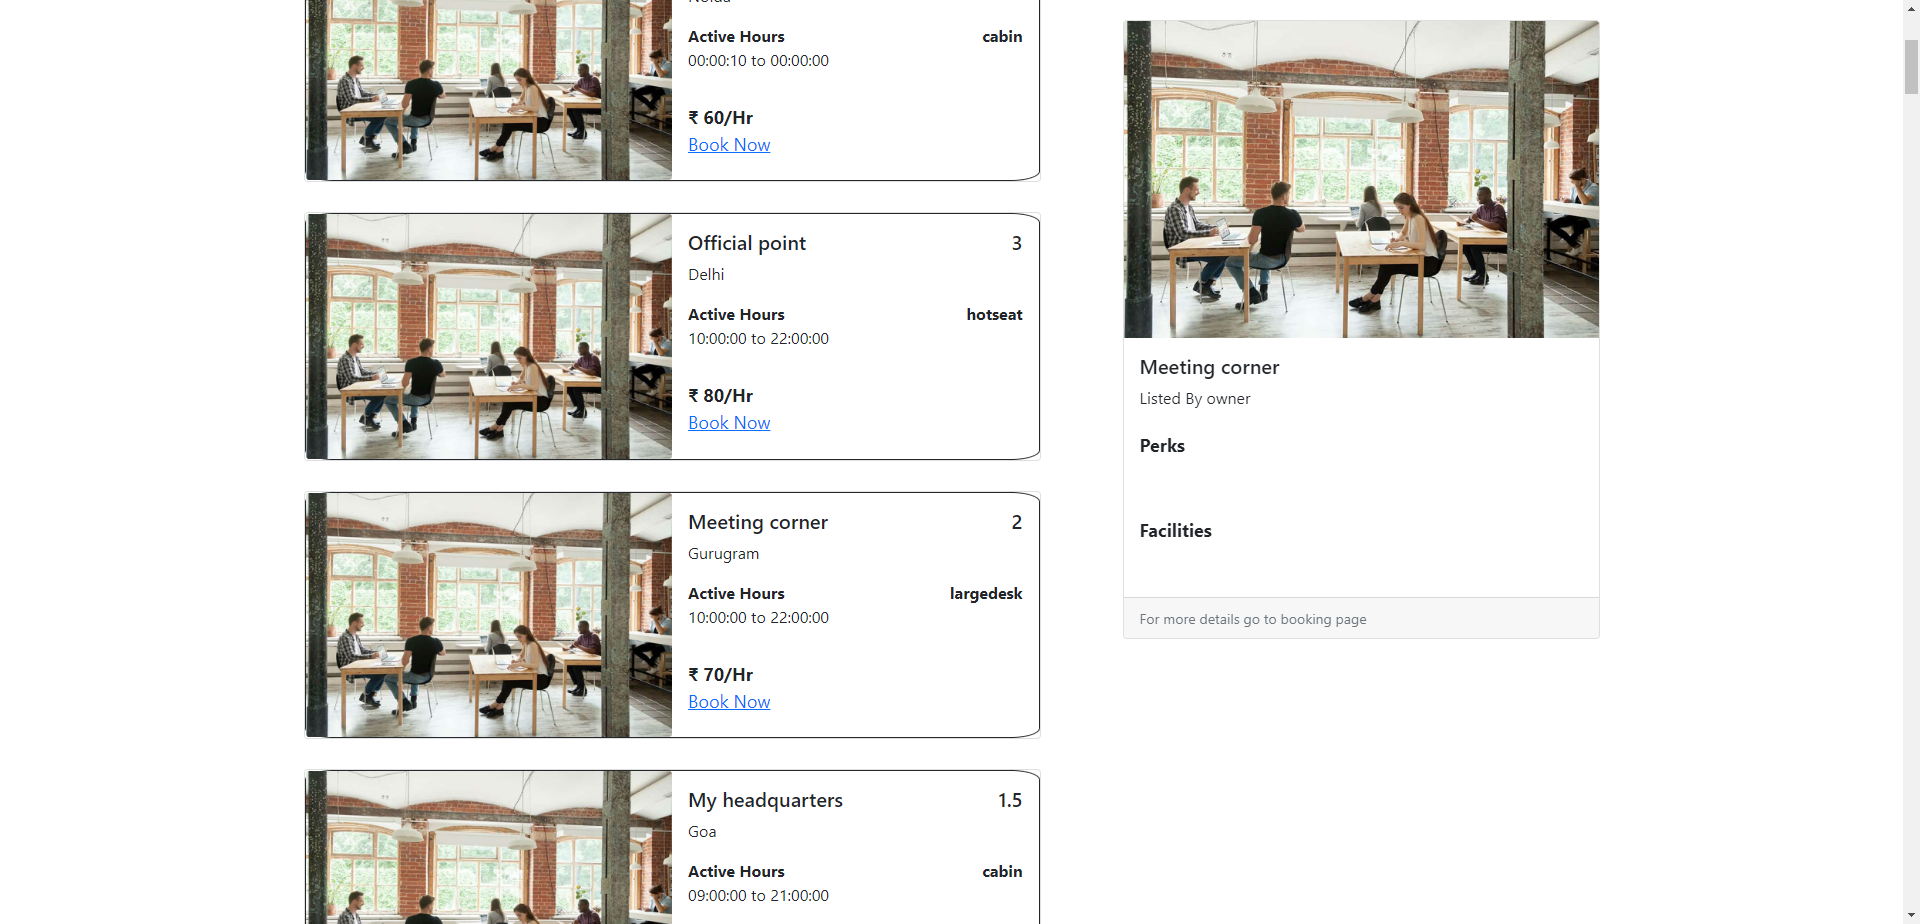 Noida
Active Hours cabin
00:00:10 to 00:00:00
₹ 60/Hr
Book Now
Official point 3
Delhi
Active Hours hotseat
10:00:00 to 22:00:00
₹ 80/Hr
Book Now
Meeting corner 2
Gurugram
Active Hours largedesk
10:00:00 to 22:00:00
₹ 70/Hr
Book Now
My headquarters 1.5
Goa
Active Hours cabin
09:00:00 to 21:00:00
Meeting corner
Listed By owner
Perks
Facilities
For more details go to booking page